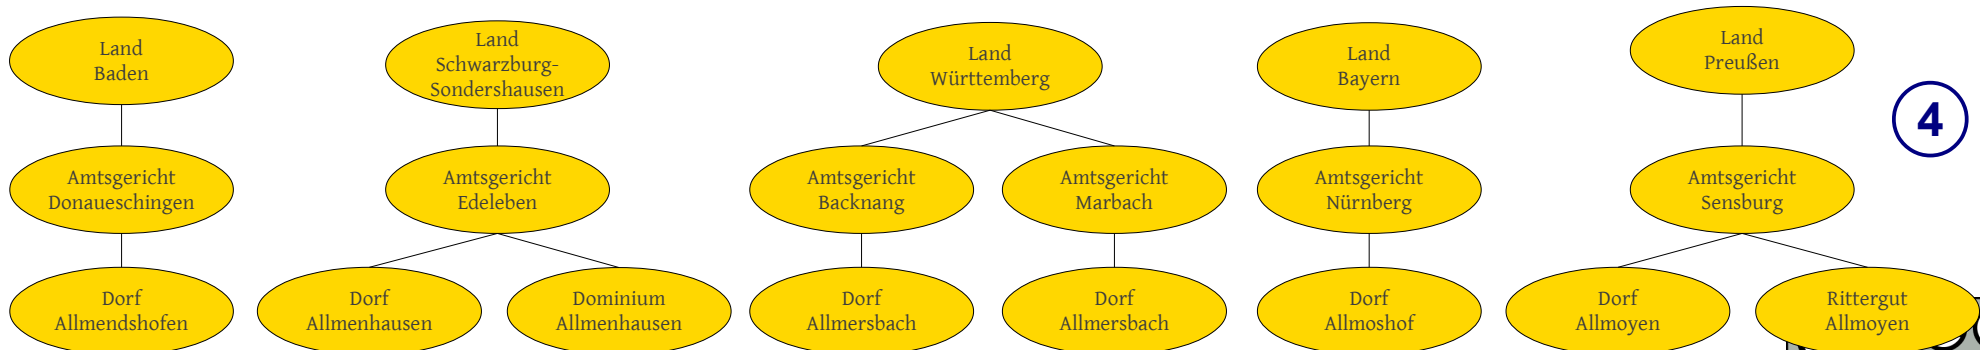 Land
Baden
Land
Schwarzburg-
Sondershausen
Land
Württemberg
Land
Bayern
Land
Preußen
4
Amtsgericht
Donaueschingen
Amtsgericht
Edeleben
Amtsgericht
Backnang
Amtsgericht
Marbach
Amtsgericht
Nürnberg
Amtsgericht
Sensburg
Dorf
Allmendshofen
Dorf
Allmenhausen
Dominium
Allmenhausen
Dorf
Allmersbach
Dorf
Allmersbach
Dorf
Allmoshof
Dorf
Allmoyen
Rittergut
Allmoyen